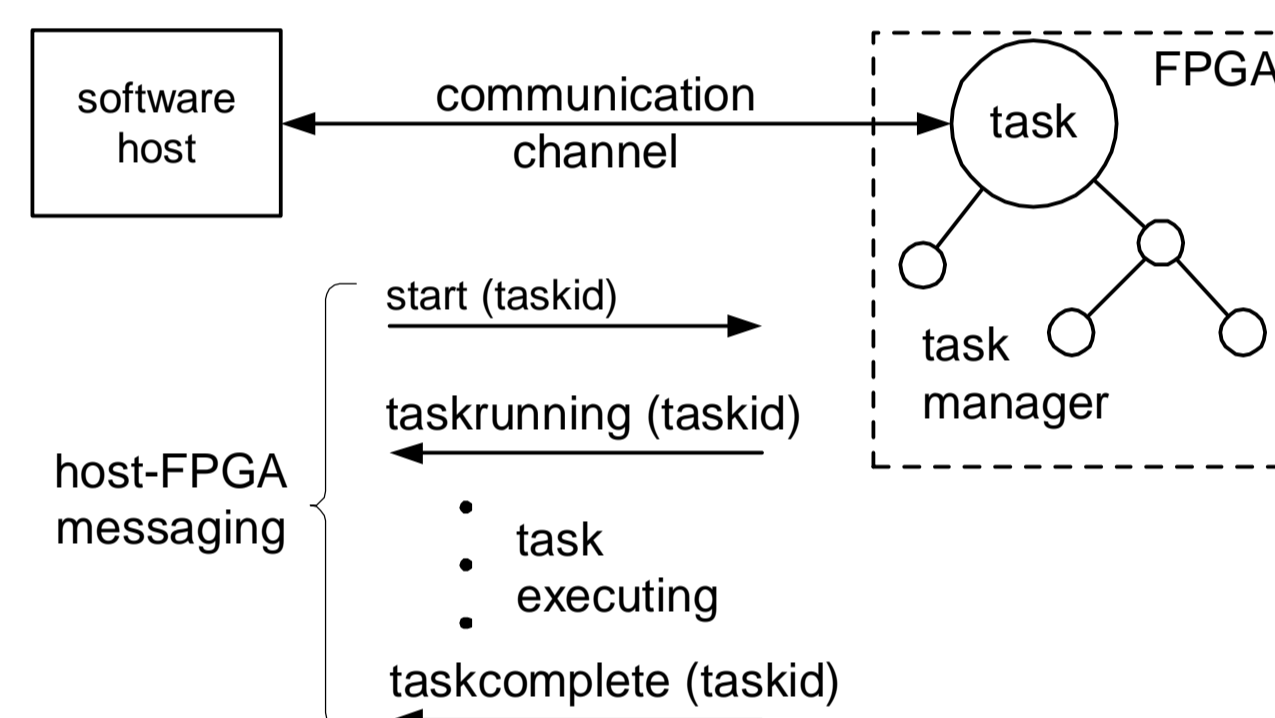 software
host
communication
channel
FPGA
task
start (taskid)
task
manager
taskrunning (taskid)
host-FPGA
messaging
task
executing
taskcomplete (taskid)